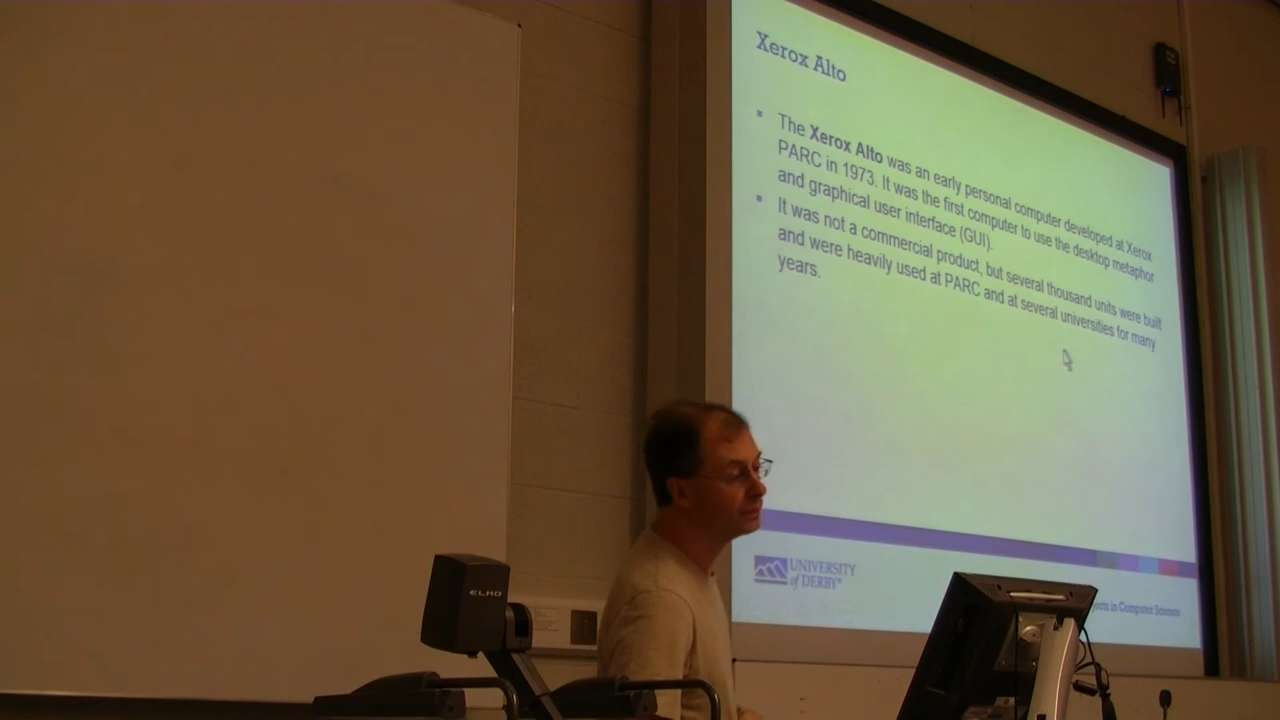 Xerox Alto
The Xerox Alto was an early personal computer developed at Xerox
PARC in 1973. It was the first computer to use the desktop metaphor
and graphical user interface (GUI).
It was not a commercial product, but several thousand units were built
and were heavily used at PARC and at several universities for many
years.
UNIVERSITY
of DERBY
in Computer Science
ELMO